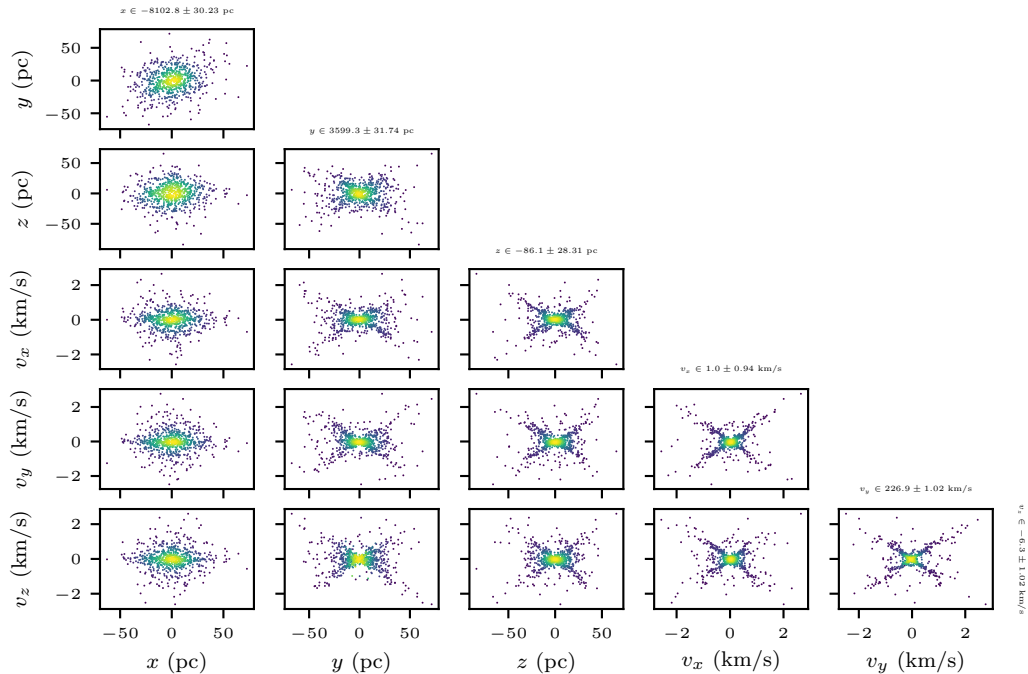 x ∈ −8102.8 ± 30.23 pc
50
0
−50
y (pc)
y ∈ 3599.3 ± 31.74 pc
50
0
−50
z (pc)
z ∈ −86.1 ± 28.31 pc
2
0
−2
v_x (km/s)
v_x ∈ 1.0 ± 0.94 km/s
2
0
−2
v_y (km/s)
v_y ∈ 226.9 ± 1.02 km/s
2
0
−2
v_z (km/s)
v_z ∈ −6.3 ± 1.02 km/s
−50 0 50
−50 0 50
−50 0 50
−2 0 2
−2 0 2
x (pc)
y (pc)
z (pc)
v_x (km/s)
v_y (km/s)